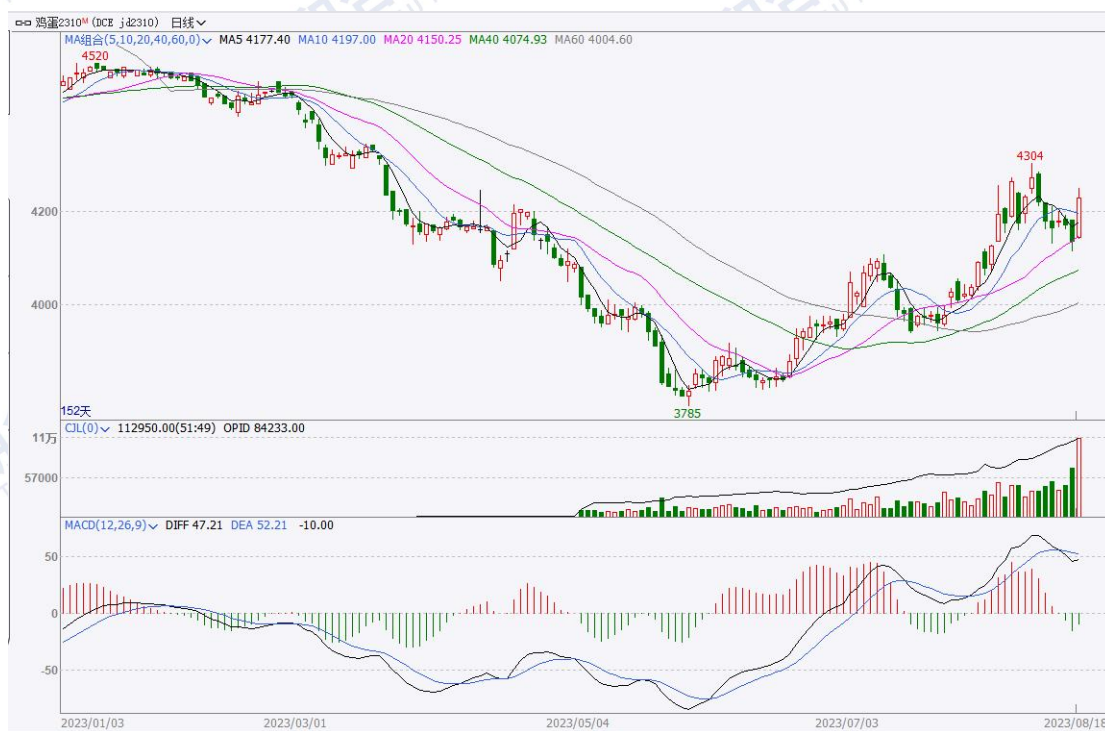 鸡蛋2310M (DCE jd2310) 日线
MA组合(5,10,20,40,60,0) MA5 4177.40 MA10 4197.00 MA20 4150.25 MA40 4074.93 MA60 4004.60
4520
4304
4200
4000
3785
152天
CJL(0) 112950.00(51:49) OPID 84233.00
11万
57000
MACD(12,26,9) DIFF 47.21 DEA 52.21 -10.00
50
0
-50
2023/01/03 2023/03/01 2023/05/04 2023/07/03 2023/08/18